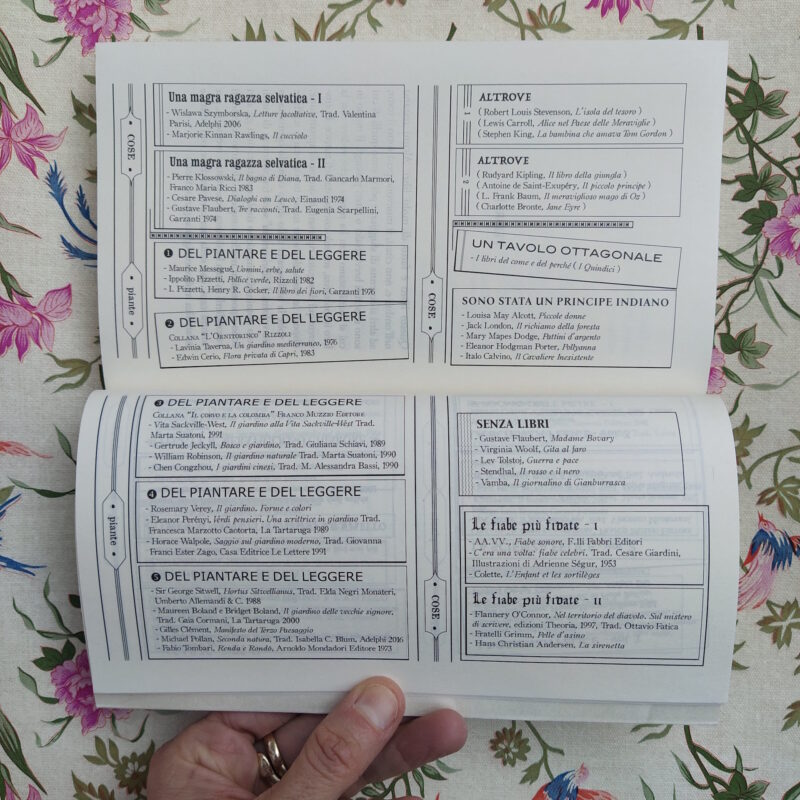 • COSE •
• piante •
Una magra ragazza selvatica - I
- Wislawa Szymborska, Letture facoltative, Trad. Valentina
Parisi, Adelphi 2006
- Marjorie Kinnan Rawlings, Il cucciolo
Una magra ragazza selvatica - II
- Pierre Klossowski, Il bagno di Diana, Trad. Giancarlo Marmori,
Franco Maria Ricci 1983
- Cesare Pavese, Dialoghi con Leucò, Einaudi 1974
- Gustave Flaubert, Tre racconti, Trad. Eugenia Scarpellini,
Garzanti 1974
1 DEL PIANTARE E DEL LEGGERE
- Maurice Messegué, Uomini, erbe, salute
- Ippolito Pizzetti, Pollice verde, Rizzoli 1982
- I. Pizzetti, Henry R. Cocker, Il libro dei fiori, Garzanti 1976
2 DEL PIANTARE E DEL LEGGERE
Collana "L'Ornitorinco" Rizzoli
- Lavinia Taverna, Un giardino mediterraneo, 1976
- Edwin Cerio, Flora privata di Capri, 1983
• COSE •
ALTROVE
1
( Robert Louis Stevenson, L'isola del tesoro )
( Lewis Carroll, Alice nel Paese delle Meraviglie )
( Stephen King, La bambina che amava Tom Gordon )
ALTROVE
2
( Rudyard Kipling, Il libro della giungla )
( Antoine de Saint-Exupéry, Il piccolo principe )
( L. Frank Baum, Il meraviglioso mago di Oz )
( Charlotte Bronte, Jane Eyre )
UN TAVOLO OTTAGONALE
- I libri del come e del perché ( I Quindici )
SONO STATA UN PRINCIPE INDIANO
- Louisa May Alcott, Piccole donne
- Jack London, Il richiamo della foresta
- Mary Mapes Dodge, Pattini d'argento
- Eleanor Hodgman Porter, Pollyanna
- Italo Calvino, Il Cavaliere Inesistente
• piante •
3 DEL PIANTARE E DEL LEGGERE
Collana "Il corvo e la colomba" Franco Muzzio Editore
- Vita Sackville-West, Il giardino alla Vita Sackville-West Trad.
Marta Suatoni, 1991
- Gertrude Jeckyll, Bosco e giardino, Trad. Giuliana Schiavi, 1989
- William Robinson, Il giardino naturale Trad. Marta Suatoni, 1990
- Chen Congzhou, I giardini cinesi, Trad. M. Alessandra Bassi, 1990
4 DEL PIANTARE E DEL LEGGERE
- Rosemary Verey, Il giardino. Forme e colori
- Eleanor Perényi, Verdi pensieri. Una scrittrice in giardino Trad.
Francesca Marzotto Caotorta, La Tartaruga 1989
- Horace Walpole, Saggio sul giardino moderno, Trad. Giovanna
Franci Ester Zago, Casa Editrice Le Lettere 1991
5 DEL PIANTARE E DEL LEGGERE
- Sir George Sitwell, Hortus Sitwellianus, Trad. Elda Negri Monateri,
Umberto Allemandi & C. 1988
- Maureen Boland e Bridget Boland, Il giardino delle vecchie signore,
Trad. Gaia Cormani, La Tartaruga 2000
- Gilles Clément, Manifesto del Terzo Paesaggio
- Michael Pollan, Seconda natura, Trad. Isabella C. Blum, Adelphi 2016
- Fabio Tombari, Renda e Rondò, Arnoldo Mondadori Editore 1973
• COSE •
SENZA LIBRI
- Gustave Flaubert, Madame Bovary
- Virginia Woolf, Gita al faro
- Lev Tolstoj, Guerra e pace
- Stendhal, Il rosso e il nero
- Vamba, Il giornalino di Gianburrasca
Le fiabe più fidate - I
- AA.VV., Fiabe sonore, F.lli Fabbri Editori
- C'era una volta: fiabe celebri. Trad. Cesare Giardini,
Illustrazioni di Adrienne Ségur, 1953
- Colette, L'Enfant et les sortilèges
Le fiabe più fidate - II
- Flannery O'Connor, Nel territorio del diavolo. Sul mistero
di scrivere, edizioni Theoria, 1997, Trad. Ottavio Fatica
- Fratelli Grimm, Pelle d'asino
- Hans Christian Andersen, La sirenetta